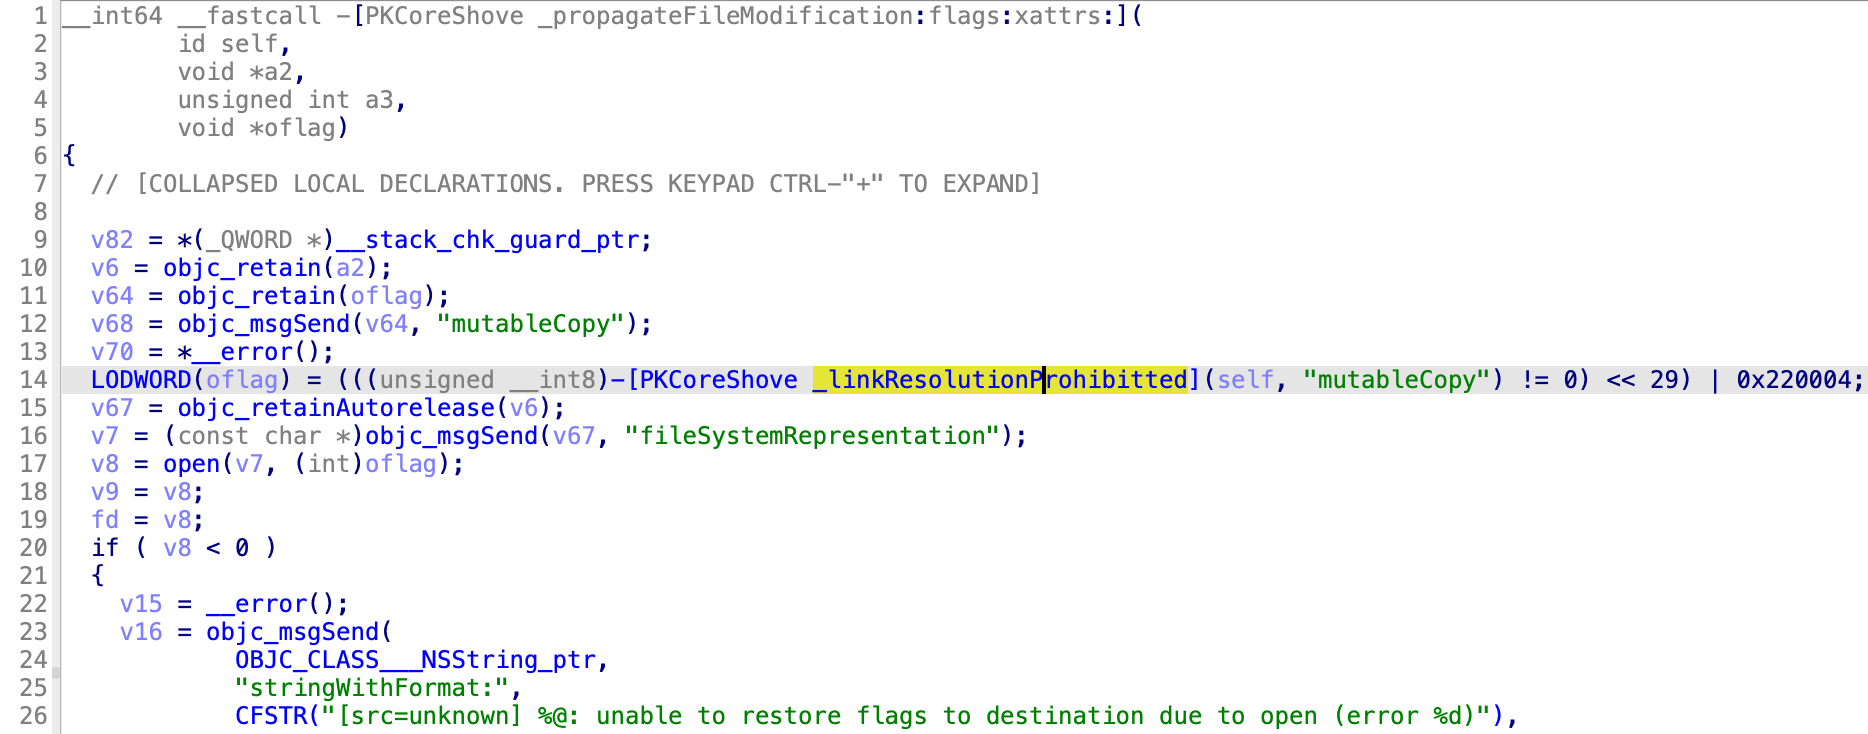 1 __int64 __fastcall -[PKCoreShove _propagateFileModification:flags:xattrs:](
2 id self,
3 void *a2,
4 unsigned int a3,
5 void *oflag)
6 {
7 // [COLLAPSED LOCAL DECLARATIONS. PRESS KEYPAD CTRL-"+" TO EXPAND]
8
9 v82 = *(_QWORD *)__stack_chk_guard_ptr;
10 v6 = objc_retain(a2);
11 v64 = objc_retain(oflag);
12 v68 = objc_msgSend(v64, "mutableCopy");
13 v70 = *__error();
14 LODWORD(oflag) = (((unsigned __int8)-[PKCoreShove _linkResolutionProhibitted](self, "mutableCopy") != 0) << 29) | 0x220004;
15 v67 = objc_retainAutorelease(v6);
16 v7 = (const char *)objc_msgSend(v67, "fileSystemRepresentation");
17 v8 = open(v7, (int)oflag);
18 v9 = v8;
19 fd = v8;
20 if ( v8 < 0 )
21 {
22 v15 = __error();
23 v16 = objc_msgSend(
24 OBJC_CLASS___NSString_ptr,
25 "stringWithFormat:",
26 CFSTR("[src=unknown] %@: unable to restore flags to destination due to open (error %d)"),